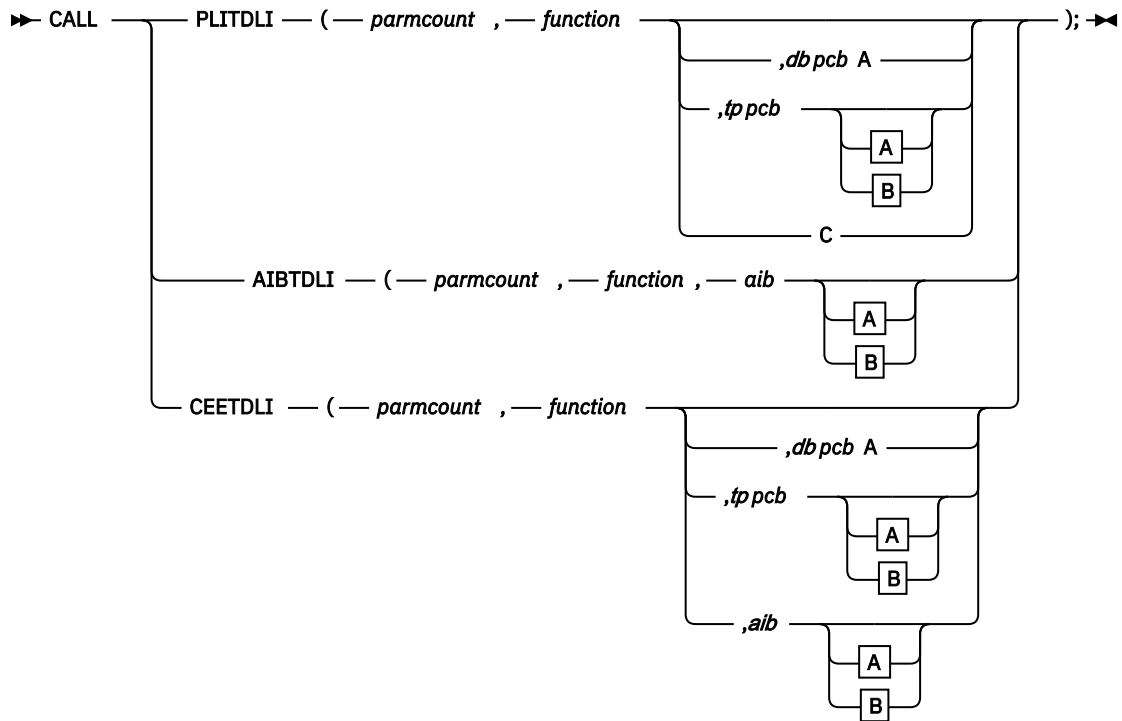 CALL PLITDLI ( parmcount , function );
,db pcb A
,tp pcb
A
B
C
AIBTDLI ( parmcount , function , aib
A
B
CEETDLI ( parmcount , function
,db pcb A
,tp pcb
A
B
,aib
A
B